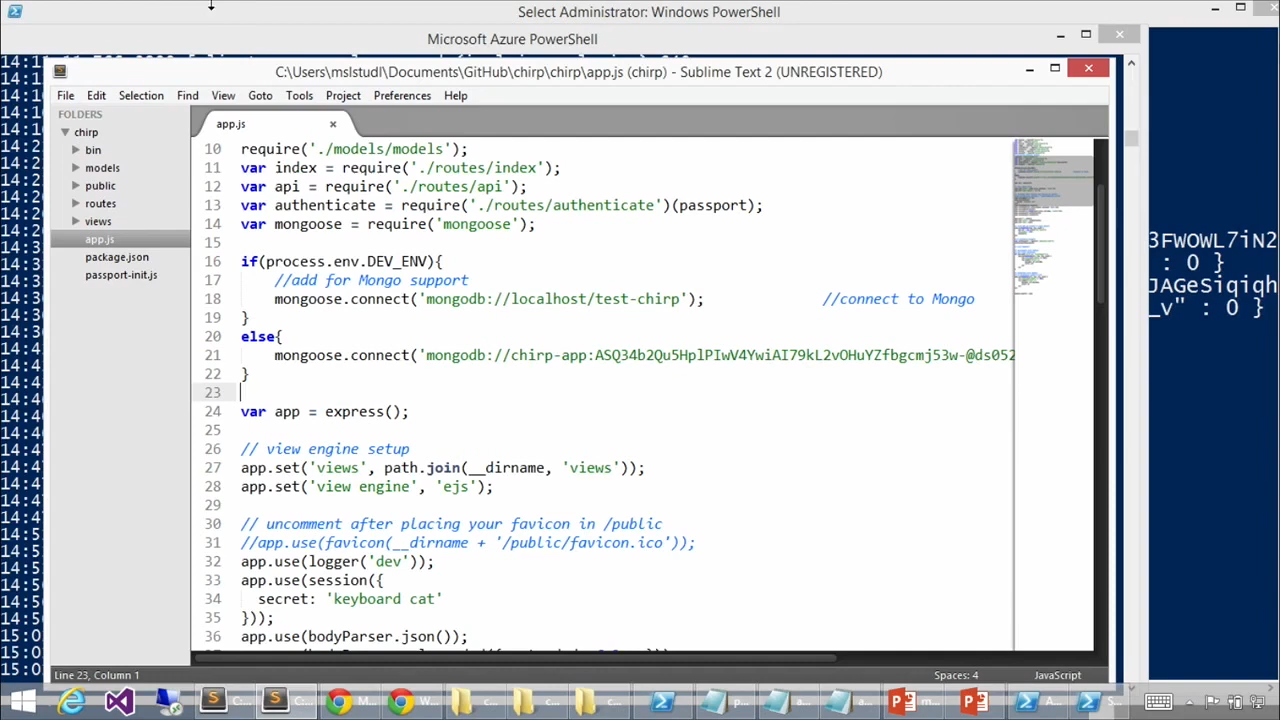 Select Administrator: Windows PowerShell
Microsoft Azure PowerShell
C:\Users\mslstudl\Documents\GitHub\chirp\chirp\app.js (chirp) - Sublime Text 2 (UNREGISTERED)
File Edit Selection Find View Goto Tools Project Preferences Help
FOLDERS
chirp
bin
models
public
routes
views
app.js
package.json
passport-init.js
app.js
10 require('./models/models');
11 var index = require('./routes/index');
12 var api = require('./routes/api');
13 var authenticate = require('./routes/authenticate')(passport);
14 var mongoose = require('mongoose');
15
16 if(process.env.DEV_ENV){
17 //add for Mongo support
18 mongoose.connect('mongodb://localhost/test-chirp'); //connect to Mongo
19 }
20 else{
21 mongoose.connect('mongodb://chirp-app:ASQ34b2Qu5HplPIwV4YwiAI79kL2vOHuYZfbgcmj53w-@ds052
22 }
23
24 var app = express();
25
26 // view engine setup
27 app.set('views', path.join(__dirname, 'views'));
28 app.set('view engine', 'ejs');
29
30 // uncomment after placing your favicon in /public
31 //app.use(favicon(__dirname + '/public/favicon.ico'));
32 app.use(logger('dev'));
33 app.use(session({
34 secret: 'keyboard cat'
35 }));
36 app.use(bodyParser.json());
Line 23, Column 1 Spaces: 4 JavaScript
3FWOWL7iN2
: 0 }
JAGeSiqiqh
_v" : 0 }